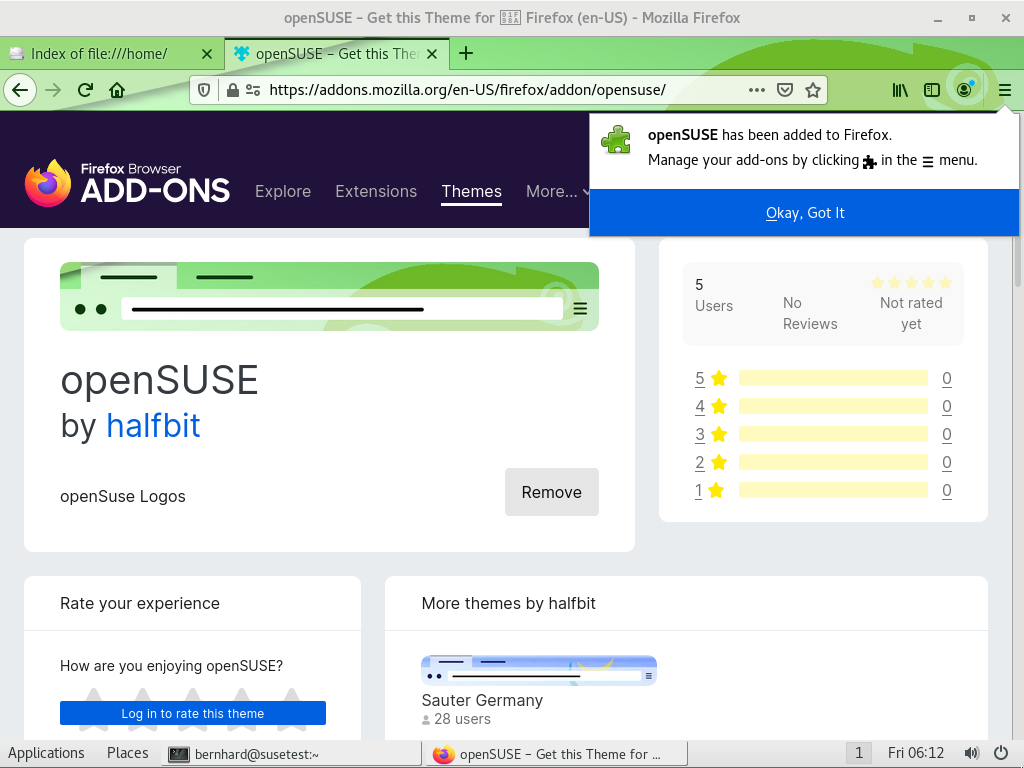 openSUSE – Get this Theme for 🦊 Firefox (en-US) - Mozilla Firefox
Index of file:///home/
openSUSE – Get this The
https://addons.mozilla.org/en-US/firefox/addon/opensuse/
openSUSE has been added to Firefox.
Manage your add-ons by clicking in the ☰ menu.
Okay, Got It
Firefox Browser
ADD-ONS
Explore
Extensions
Themes
More...
5
Users
No
Reviews
Not rated
yet
openSUSE
by halfbit
openSuse Logos
Remove
5 0
4 0
3 0
2 0
1 0
Rate your experience
How are you enjoying openSUSE?
Log in to rate this theme
More themes by halfbit
Sauter Germany
28 users
Applications
Places
bernhard@susetest:~
openSUSE – Get this Theme for ...
1
Fri 06:12